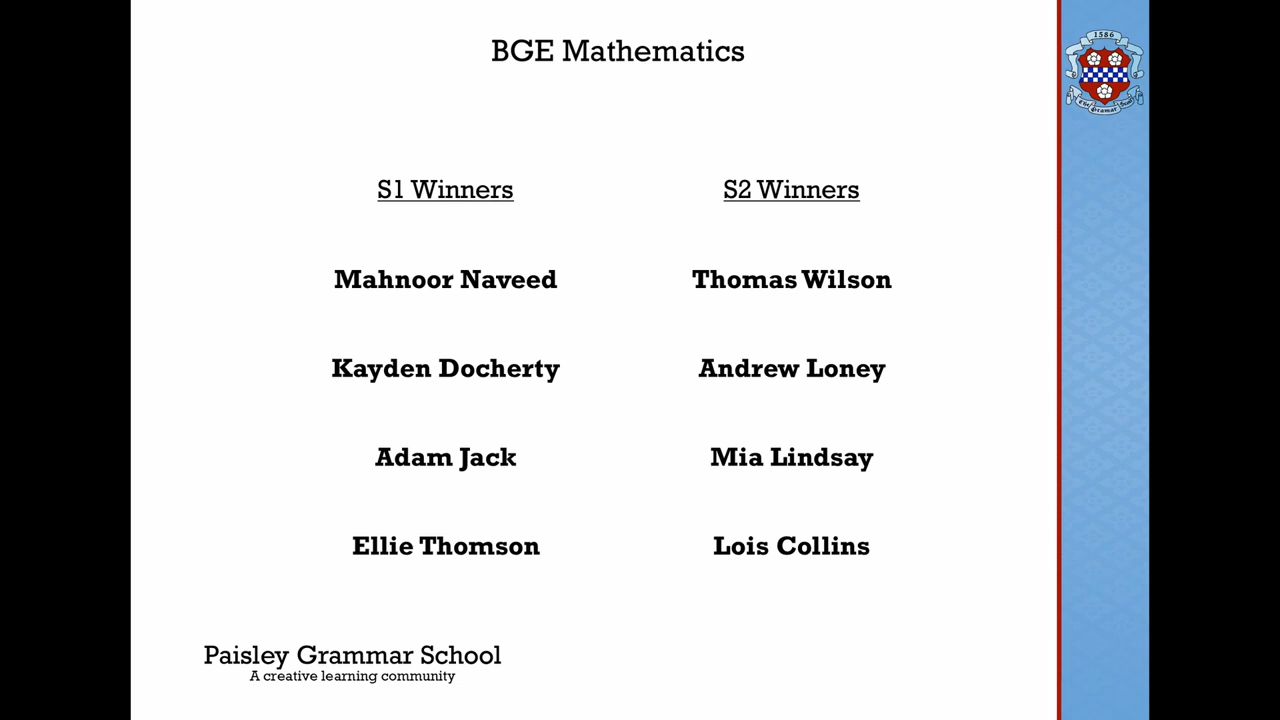 BGE Mathematics
1586
S1 Winners
S2 Winners
Mahnoor Naveed
Thomas Wilson
Kayden Docherty
Andrew Loney
Adam Jack
Mia Lindsay
Ellie Thomson
Lois Collins
Paisley Grammar School
A creative learning community